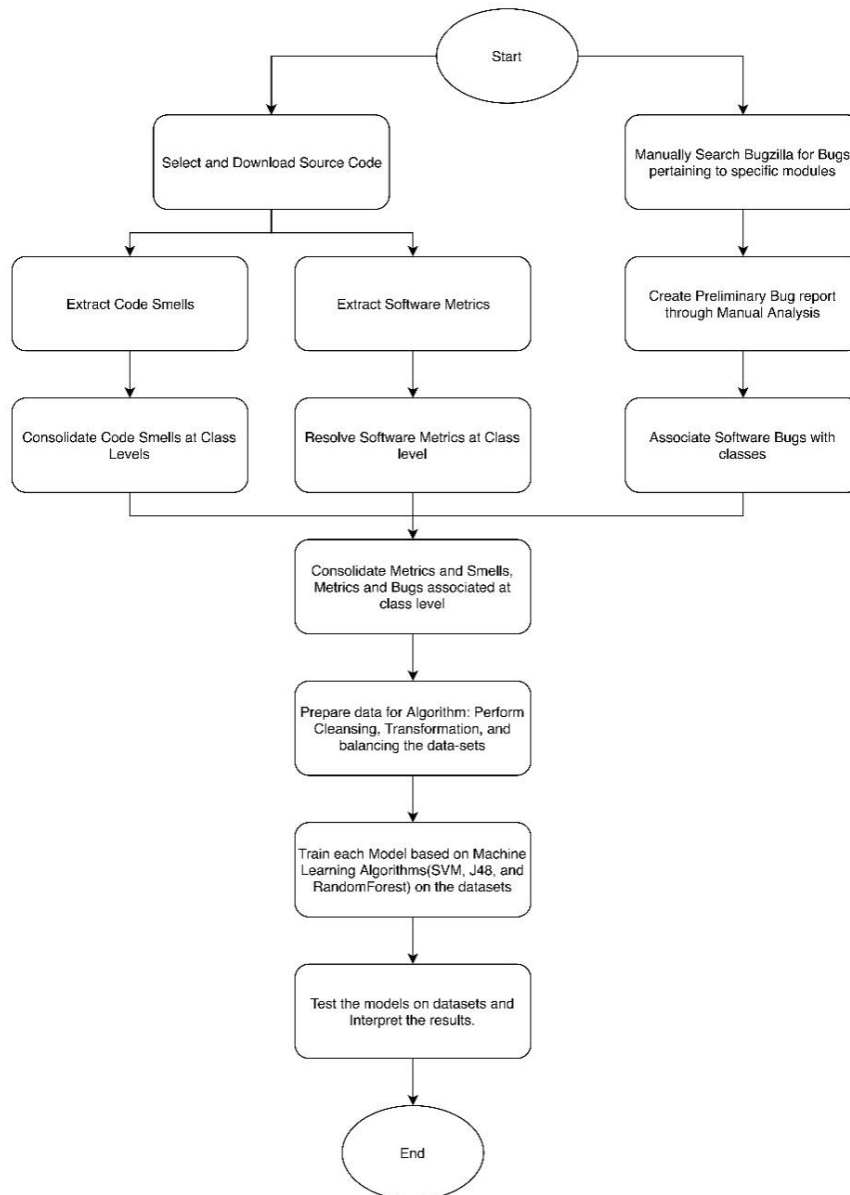 Start
Select and Download Source Code
Manually Search Bugzilla for Bugs
pertaining to specific modules
Extract Code Smells
Extract Software Metrics
Create Preliminary Bug report
through Manual Analysis
Consolidate Code Smells at Class
Levels
Resolve Software Metrics at Class
level
Associate Software Bugs with
classes
Consolidate Metrics and Smells,
Metrics and Bugs associated at
class level
Prepare data for Algorithm: Perform
Cleansing, Transformation, and
balancing the data-sets
Train each Model based on Machine
Learning Algorithms(SVM, J48, and
RandomForest) on the datasets
Test the models on datasets and
Interpret the results.
End